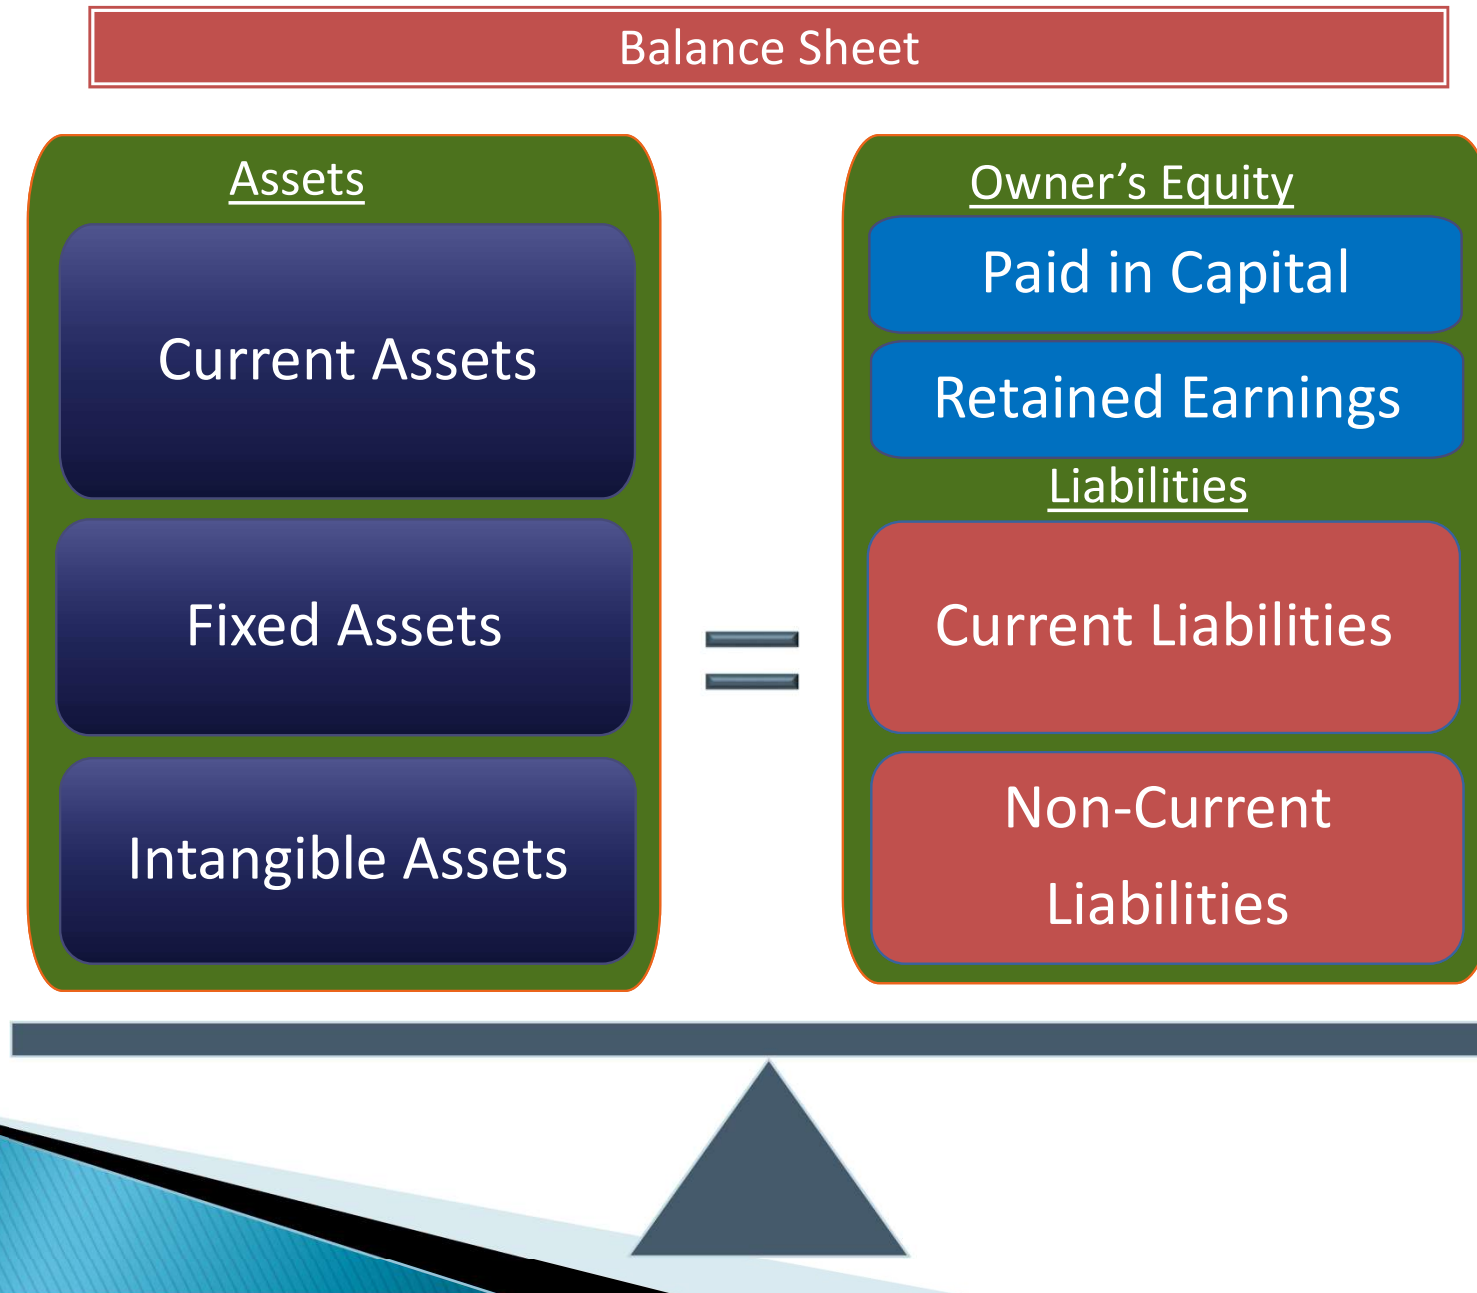 Balance Sheet
Assets
Current Assets
Fixed Assets
Intangible Assets
=
Owner’s Equity
Paid in Capital
Retained Earnings
Liabilities
Current Liabilities
Non-Current
Liabilities